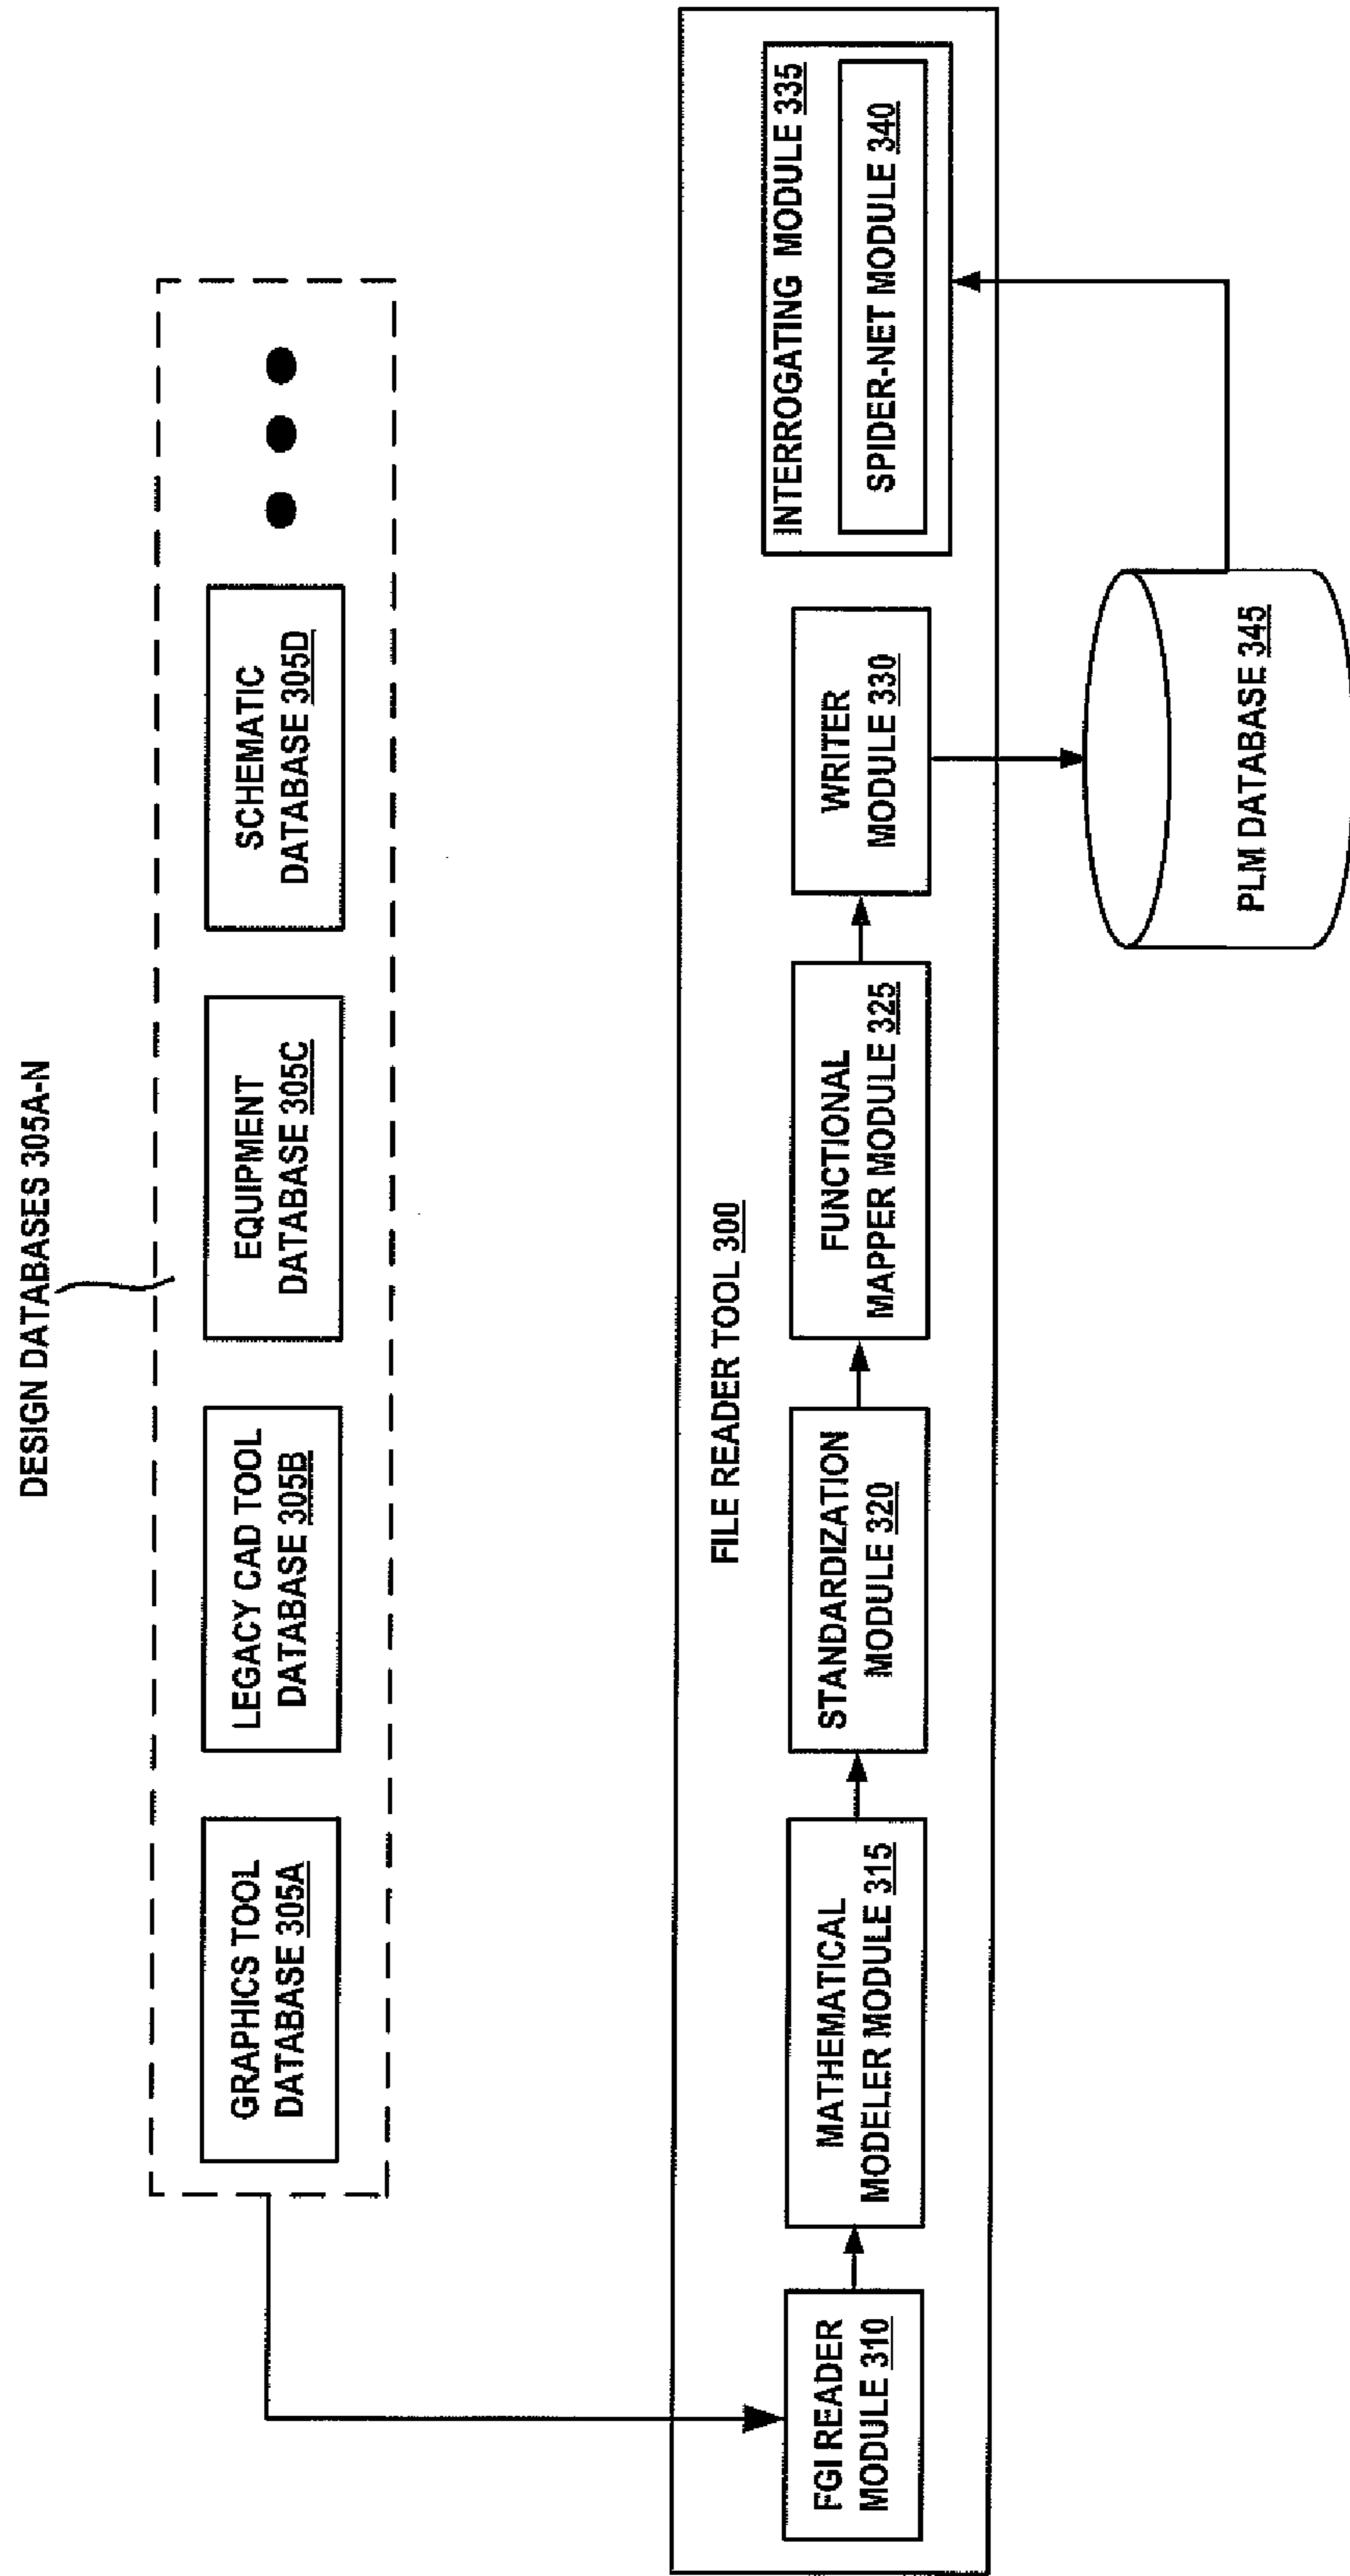 DESIGN DATABASES 305A-N
GRAPHICS TOOL
DATABASE 305A
LEGACY CAD TOOL
DATABASE 305B
EQUIPMENT
DATABASE 305C
SCHEMATIC
DATABASE 305D
FILE READER TOOL 300
FGI READER
MODULE 310
MATHEMATICAL
MODELER MODULE 315
STANDARDIZATION
MODULE 320
FUNCTIONAL
MAPPER MODULE 325
WRITER
MODULE 330
INTERROGATING MODULE 335
SPIDER-NET MODULE 340
PLM DATABASE 345